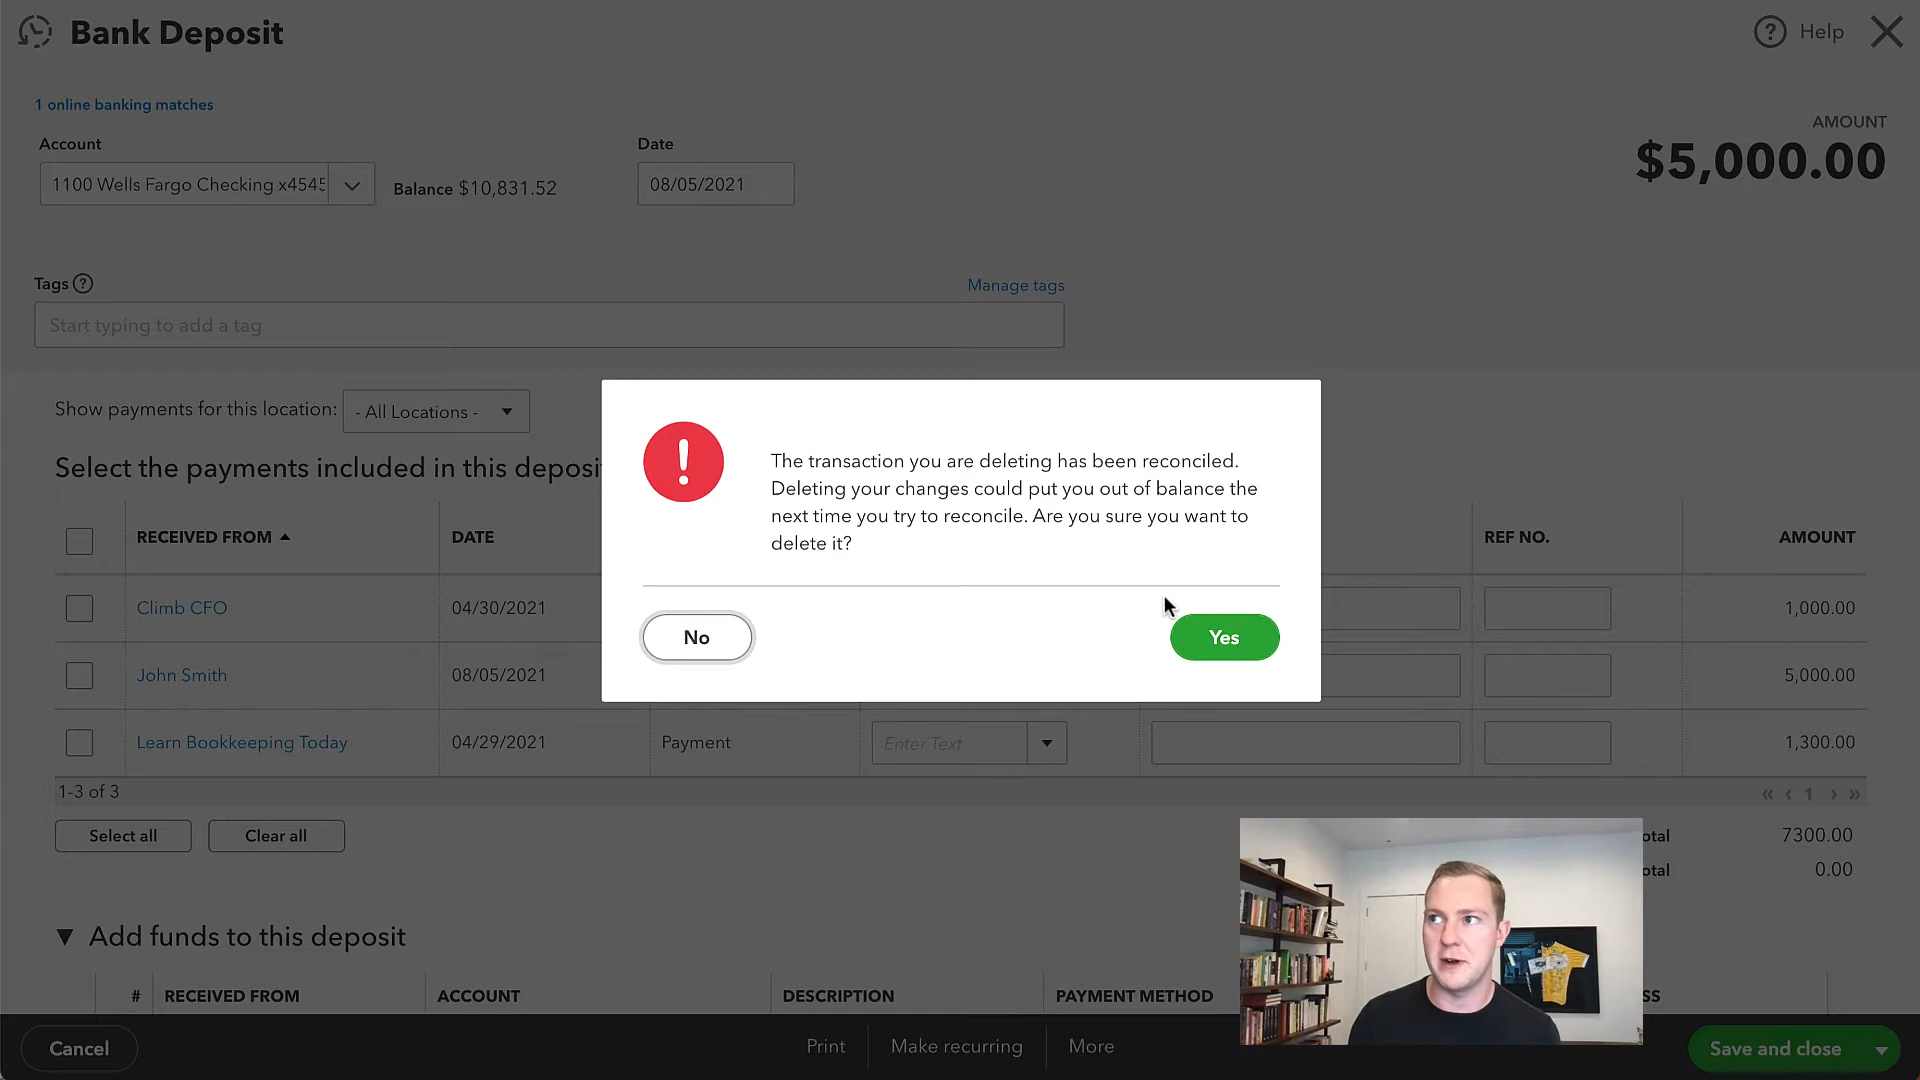 Bank Deposit
Help
1 online banking matches
Account
Date
AMOUNT
1100 Wells Fargo Checking x4545
Balance $10,831.52
08/05/2021
$5,000.00
Tags
Manage tags
Start typing to add a tag
Show payments for this location:
- All Locations -
Select the payments included in this deposi
The transaction you are deleting has been reconciled.
Deleting your changes could put you out of balance the
next time you try to reconcile. Are you sure you want to
delete it?
No
Yes
RECEIVED FROM
DATE
REF NO.
AMOUNT
Climb CFO
04/30/2021
1,000.00
John Smith
08/05/2021
5,000.00
Learn Bookkeeping Today
04/29/2021
Payment
Enter Text
1,300.00
1-3 of 3
« ‹ 1 › »
Select all
Clear all
otal
7300.00
otal
0.00
Add funds to this deposit
#
RECEIVED FROM
ACCOUNT
DESCRIPTION
PAYMENT METHOD
SS
Cancel
Print
Make recurring
More
Save and close